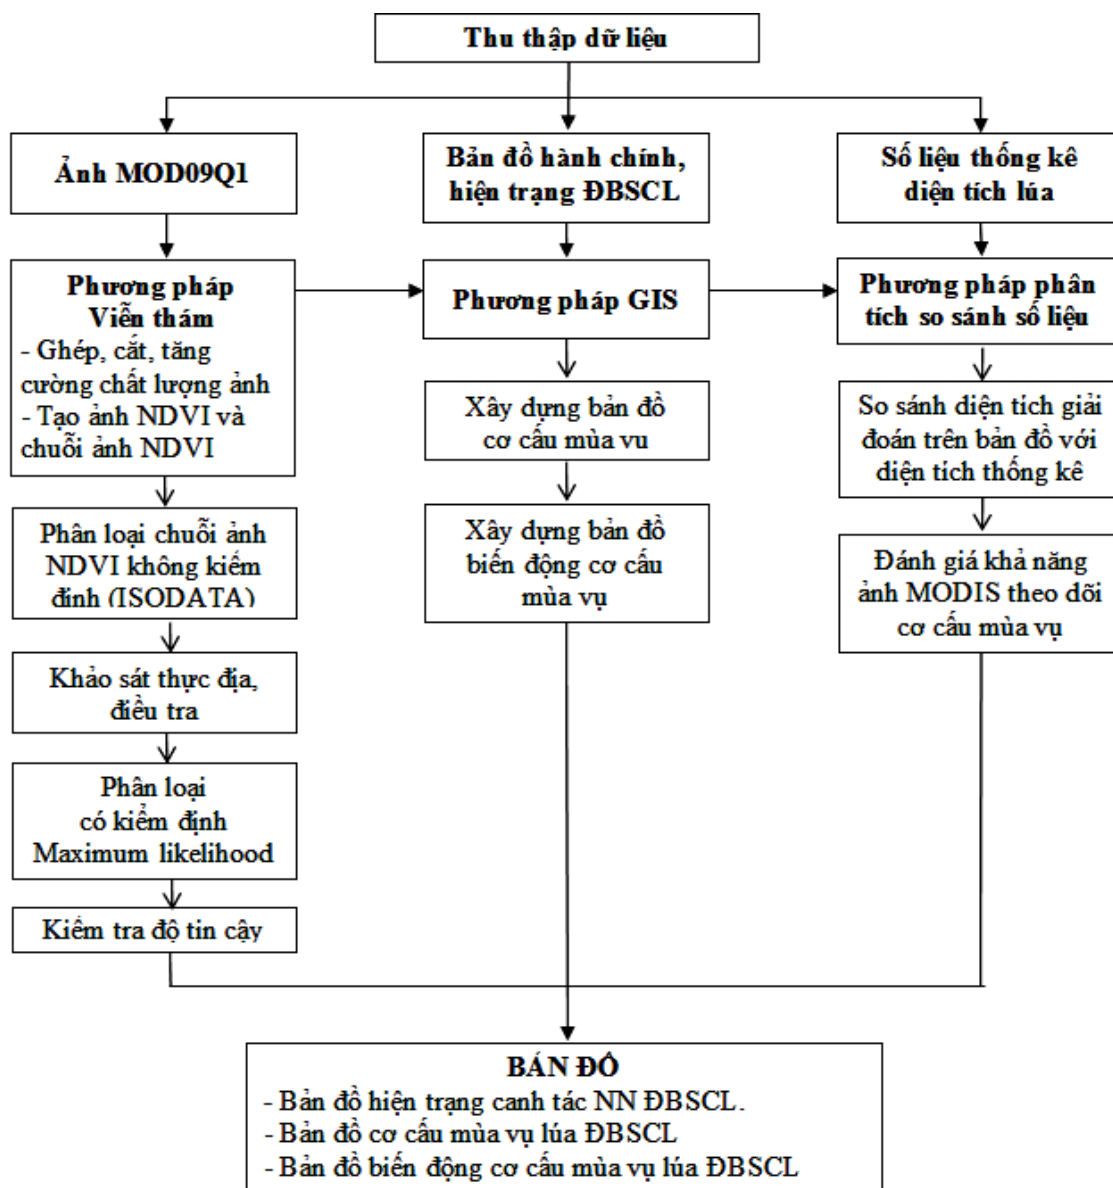 Thu thập dữ liệu
Ảnh MOD09Q1
Bản đồ hành chính,
hiện trạng ĐBSCL
Số liệu thống kê
diện tích lúa
Phương pháp
Viễn thám
- Ghép, cắt, tăng
cường chất lượng ảnh
- Tạo ảnh NDVI và
chuỗi ảnh NDVI
Phương pháp GIS
Phương pháp phân
tích so sánh số liệu
Xây dựng bản đồ
cơ cấu mùa vu
So sánh diện tích giải
đoán trên bản đồ với
diện tích thống kê
Phân loại chuỗi ảnh
NDVI không kiểm
đinh (ISODATA)
Xây dựng bản đồ
biến động cơ cấu
mùa vụ
Đánh giá khả năng
ảnh MODIS theo dõi
cơ cấu mùa vụ
Khảo sát thực địa,
điều tra
Phân loại
có kiểm định
Maximum likelihood
Kiểm tra độ tin cậy
BẢN ĐỒ
- Bản đồ hiện trạng canh tác NN ĐBSCL.
- Bản đồ cơ cấu mùa vụ lúa ĐBSCL
- Bản đồ biến động cơ cấu mùa vụ lúa ĐBSCL